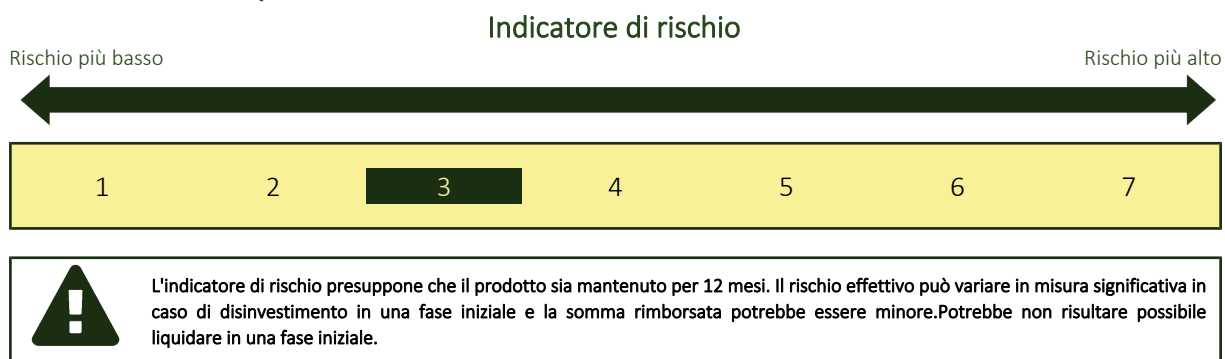 Indicatore di rischio
Rischio più basso Rischio più alto
1 2 3 4 5 6 7
L'indicatore di rischio presuppone che il prodotto sia mantenuto per 12 mesi. Il rischio effettivo può variare in misura significativa in
caso di disinvestimento in una fase iniziale e la somma rimborsata potrebbe essere minore.Potrebbe non risultare possibile
liquidare in una fase iniziale.